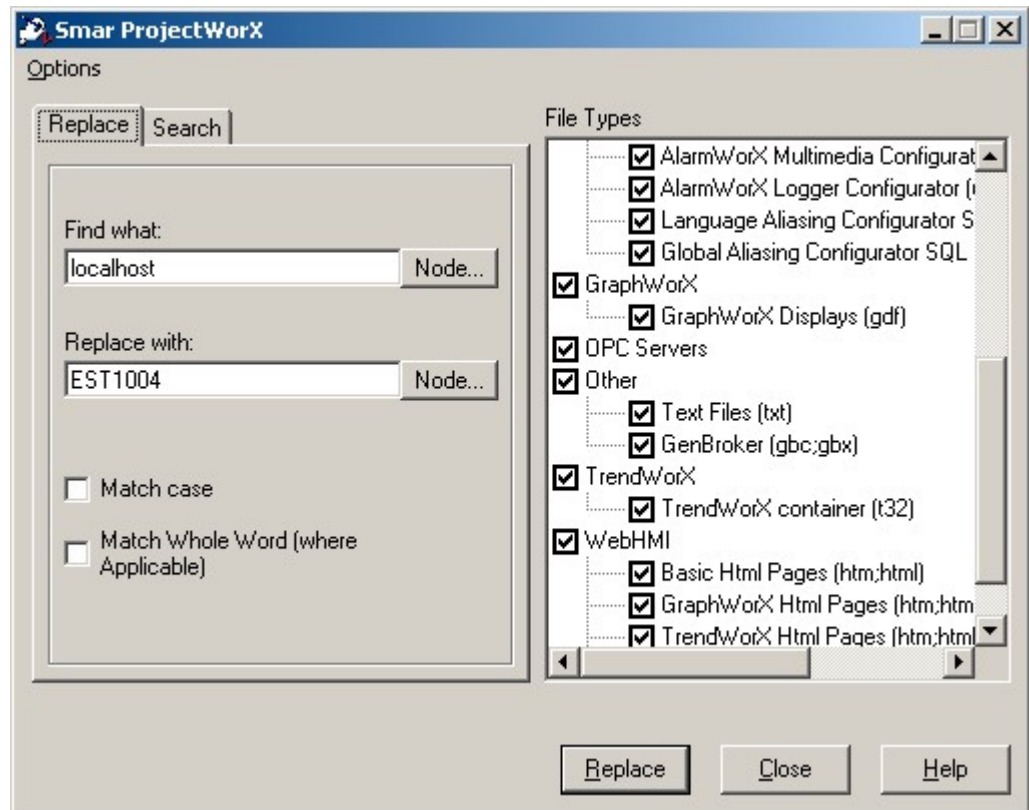 Smar ProjectWorX
Options
Replace
Search
Find what:
localhost
Node...
Replace with:
EST1004
Node...
Match case
Match Whole Word (where
Applicable)
File Types
AlarmWorX Multimedia Configurat
AlarmWorX Logger Configurator (
Language Aliasing Configurator S
Global Aliasing Configurator SQL
GraphWorX
GraphWorX Displays (gdf)
OPC Servers
Other
Text Files (txt)
GenBroker (gbc;gbx)
TrendWorX
TrendWorX container (t32)
WebHMI
Basic Html Pages (htm;html)
GraphWorX Html Pages (htm;htm
TrendWorX Html Pages (htm;html
Replace
Close
Help